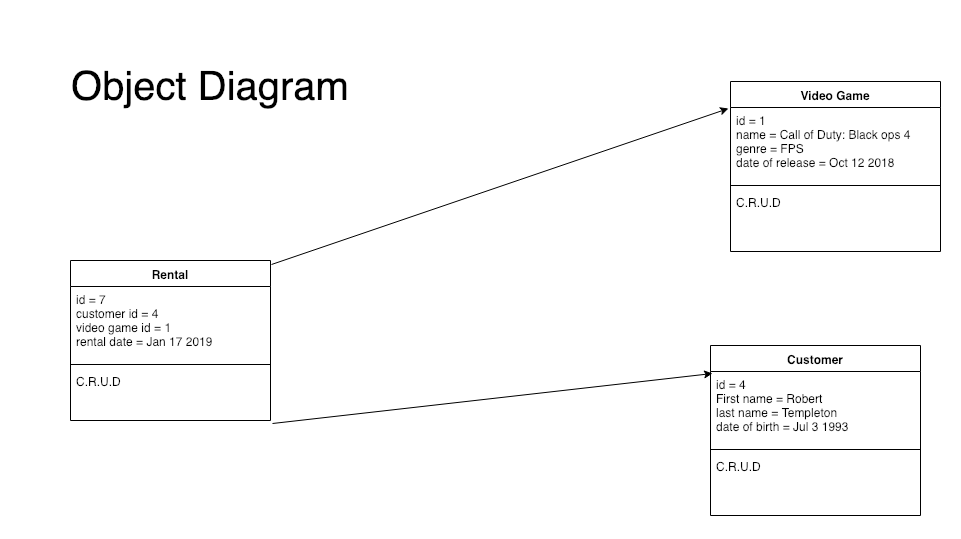 Object Diagram
Video Game
id = 1
name = Call of Duty: Black ops 4
genre = FPS
date of release = Oct 12 2018
C.R.U.D
Rental
id = 7
customer id = 4
video game id = 1
rental date = Jan 17 2019
C.R.U.D
Customer
id = 4
First name = Robert
last name = Templeton
date of birth = Jul 3 1993
C.R.U.D